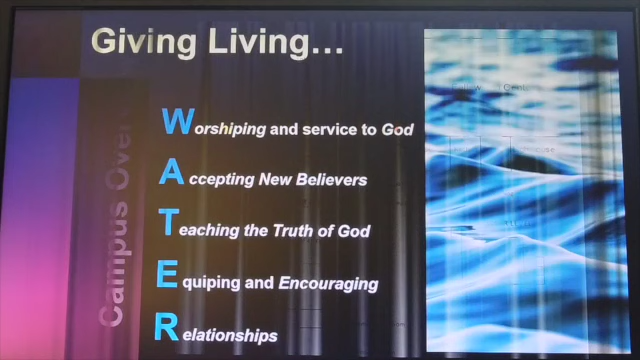 Giving Living…
Worshiping and service to God
Accepting New Believers
Teaching the Truth of God
Equiping and Encouraging
Relationships
Campus Over